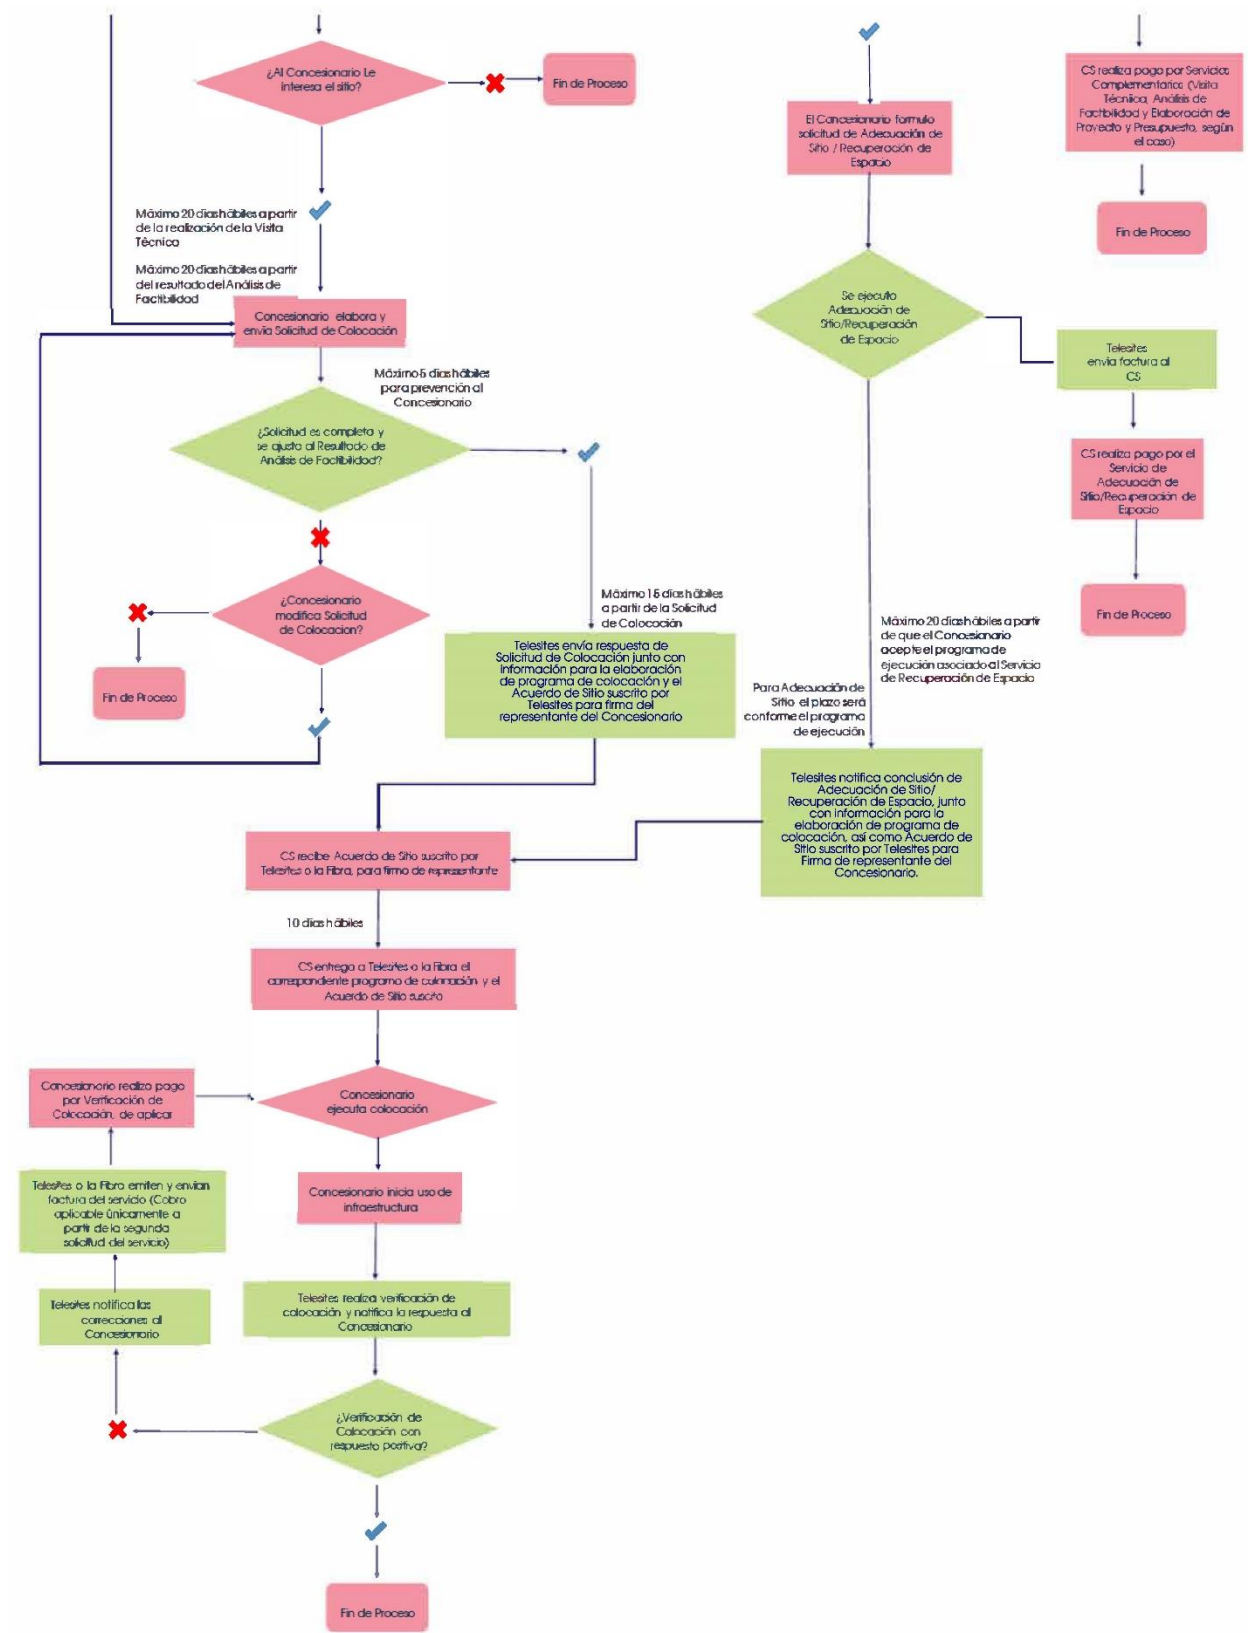 ¿Al Concesionario Le
interesa el sitio?
Fin de Proceso
Máximo 20 días hábiles a partir
de la realización de la Visita
Técnica
Máximo 20 días hábiles a partir
del resultado del Análisis de
Factibilidad
Concesionario elabora y
envía Solicitud de Colocación
Máximo 5 días hábiles
para prevención al
Concesionario
¿Solicitud es completa y
se ajusta al Resultado de
Análisis de Factibilidad?
¿Concesionario
modifica Solicitud
de Colocacion?
Fin de Proceso
Máximo 15 días hábiles
a partir de la Solicitud
de Colocación
Telesites envía respuesta de
Solicitud de Colocación junto con
información para la elaboración
de programa de colocación y el
Acuerdo de Sitio suscrito por
Telesites para firma del
representante del Concesionario
El Concesionario formula
solicitud de Adecuación de
Sitio / Recuperación de
Espacio
Se ejecuta
Adecuación de
Sitio/Recuperación
de Espacio
CS realiza pago por Servicios
Complementarios (Visita
Técnica, Análisis de
Factibilidad y Elaboración de
Proyecto y Presupuesto, según
el caso)
Fin de Proceso
Telesites
envía factura al
CS
CS realiza pago por el
Servicio de
Adecuación de
Sitio/Recuperación de
Espacio
Fin de Proceso
Máximo 20 días hábiles a partir
de que el Concesionario
acepte el programa de
ejecución asociado al Servicio
de Recuperación de Espacio
Para Adecuación de
Sitio el plazo será
conforme el programa
de ejecución
Telesites notifica conclusión de
Adecuación de Sitio/
Recuperación de Espacio, junto
con información para la
elaboración de programa de
colocación, así como Acuerdo de
Sitio suscrito por Telesites para
Firma de representante del
Concesionario.
CS recibe Acuerdo de Sitio suscrito por
Telesites o la Fibra, para firma de representante
10 días hábiles
CS entrega a Telesites o la Fibra el
correspondiente programa de colocación y el
Acuerdo de Sitio suscito
Concesionario
ejecuta colocación
Concesionario realiza pago
por Verificación de
Colocación, de aplicar
Telesites o la Fibra emiten y envían
factura del servicio (Cobro
aplicable únicamente a
partir de la segunda
solicitud del servicio)
Telesites notifica las
correcciones al
Concesionario
Concesionario inicia uso de
infraestructura
Telesites realiza verificación de
colocación y notifica la respuesta al
Concesionario
¿Verificación de
Colocación con
respuesta positiva?
Fin de Proceso